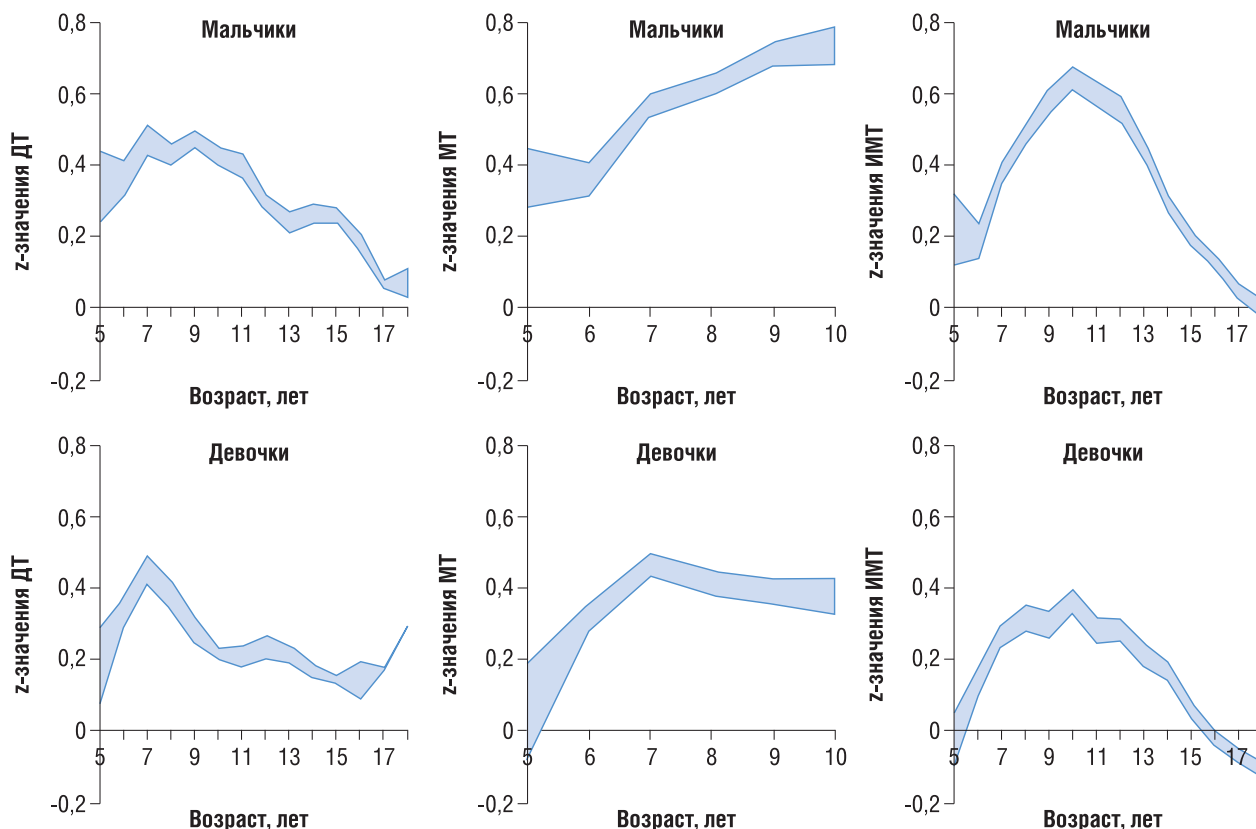 Мальчики
0,8
0,6
0,4
0,2
0
-0,2
z-значения ДТ
5 7 9 11 13 15 17
Возраст, лет
Мальчики
0,8
0,6
0,4
0,2
0
-0,2
z-значения МТ
5 6 7 8 9 10
Возраст, лет
Мальчики
0,8
0,6
0,4
0,2
0
-0,2
z-значения ИМТ
5 7 9 11 13 15 17
Возраст, лет
Девочки
0,8
0,6
0,4
0,2
0
-0,2
z-значения ДТ
5 7 9 11 13 15 17
Возраст, лет
Девочки
0,8
0,6
0,4
0,2
0
-0,2
z-значения МТ
5 6 7 8 9 10
Возраст, лет
Девочки
0,8
0,6
0,4
0,2
0
-0,2
z-значения ИМТ
5 7 9 11 13 15 17
Возраст, лет